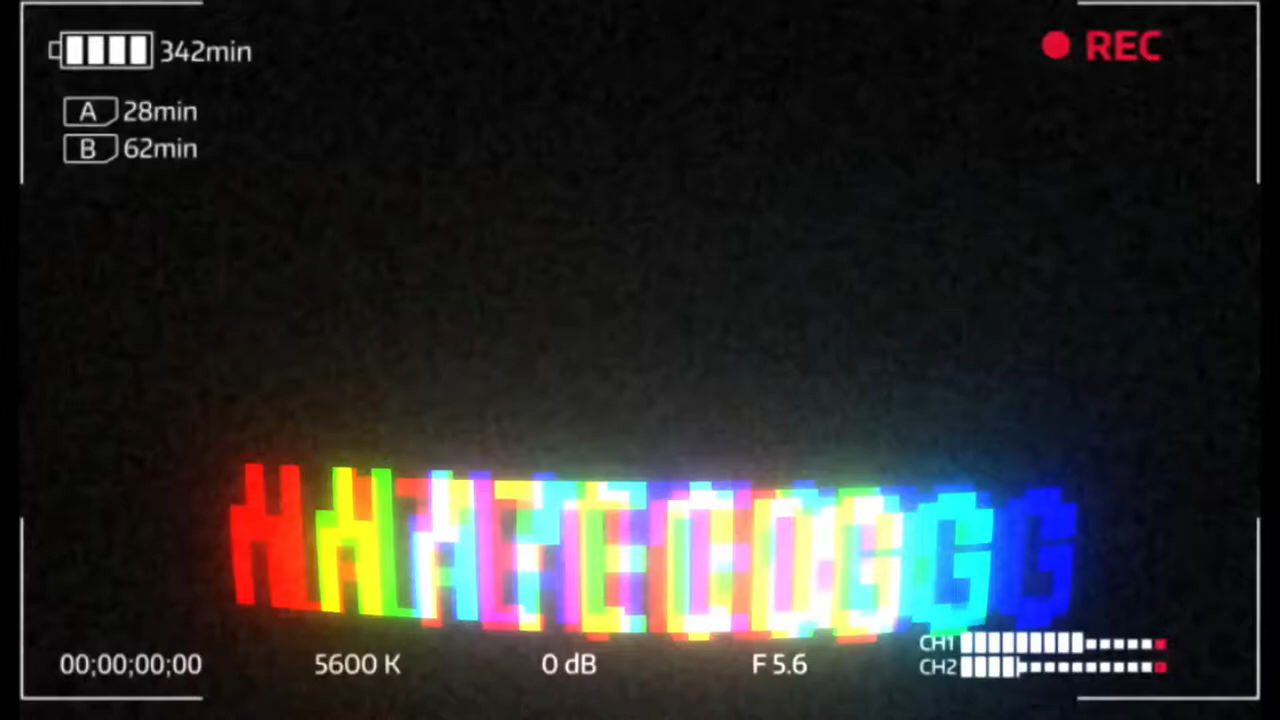 342min
REC
A 28min
B 62min
00;00;00;00
5600 K
0 dB
F 5.6
CH1
CH2